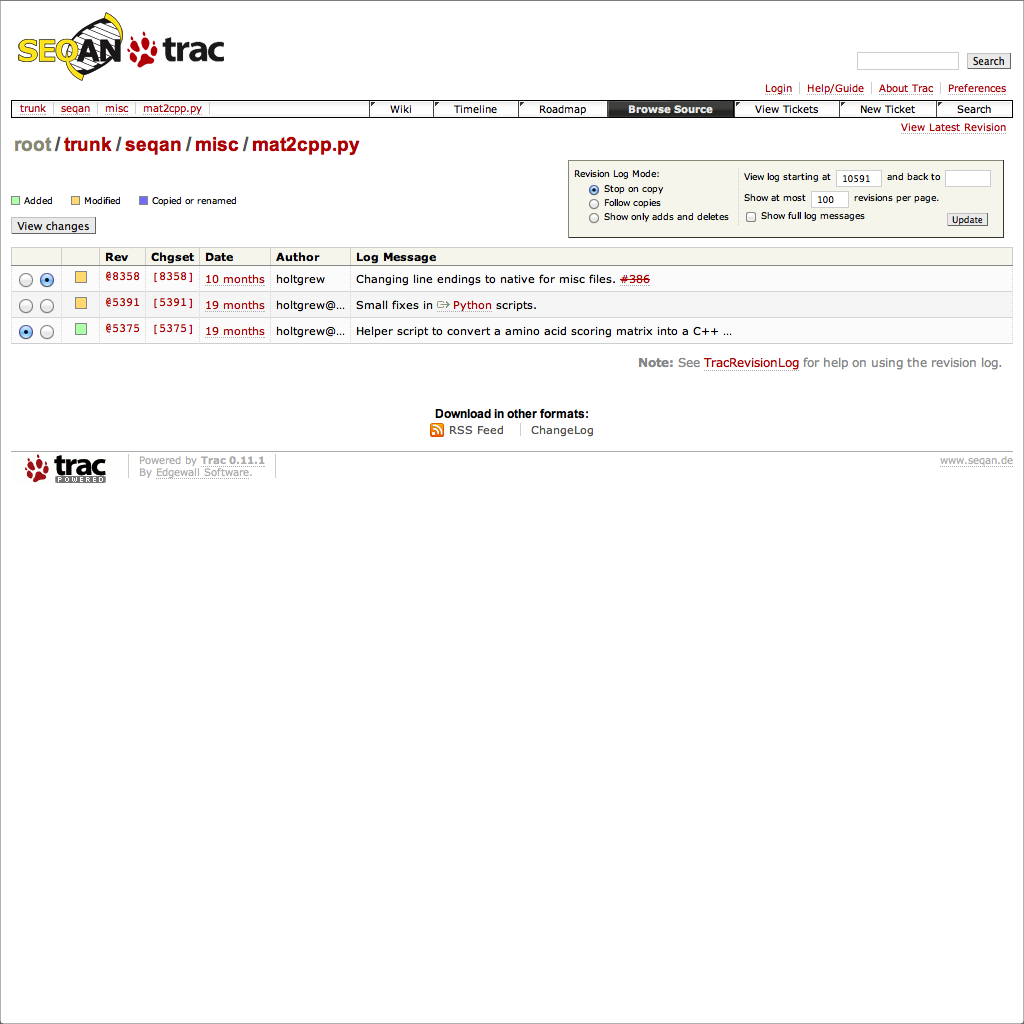 SEQAN trac
Search
Login Help/Guide About Trac Preferences
trunk seqan misc mat2cpp.py Wiki Timeline Roadmap Browse Source View Tickets New Ticket Search
View Latest Revision
root / trunk / seqan / misc / mat2cpp.py
Revision Log Mode:
Stop on copy
Follow copies
Show only adds and deletes
View log starting at 10591 and back to
Show at most 100 revisions per page.
Show full log messages
Update
Added Modified Copied or renamed
View changes
Rev Chgset Date Author Log Message
@8358 [8358] 10 months holtgrew Changing line endings to native for misc files. #386
@5391 [5391] 19 months holtgrew@... Small fixes in Python scripts.
@5375 [5375] 19 months holtgrew@... Helper script to convert a amino acid scoring matrix into a C++ ...
Note: See TracRevisionLog for help on using the revision log.
Download in other formats:
RSS Feed ChangeLog
trac POWERED
Powered by Trac 0.11.1
By Edgewall Software.
www.seqan.de